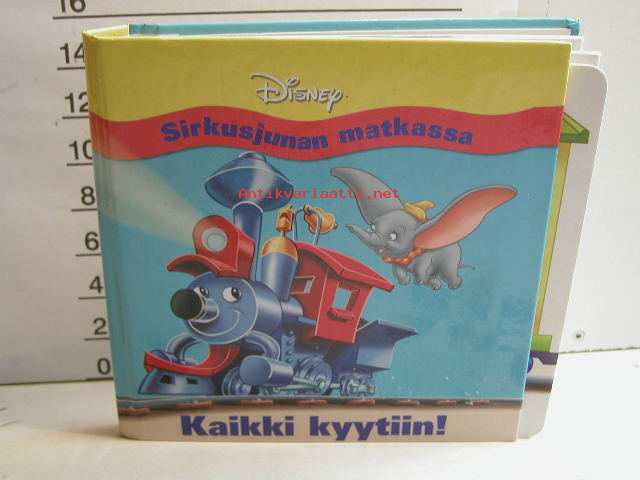 16
14
12
10
8
6
4
2
0
Disney
Sirkusjunan matkassa
Antikvariaatti.net
Kaikki kyytiin!